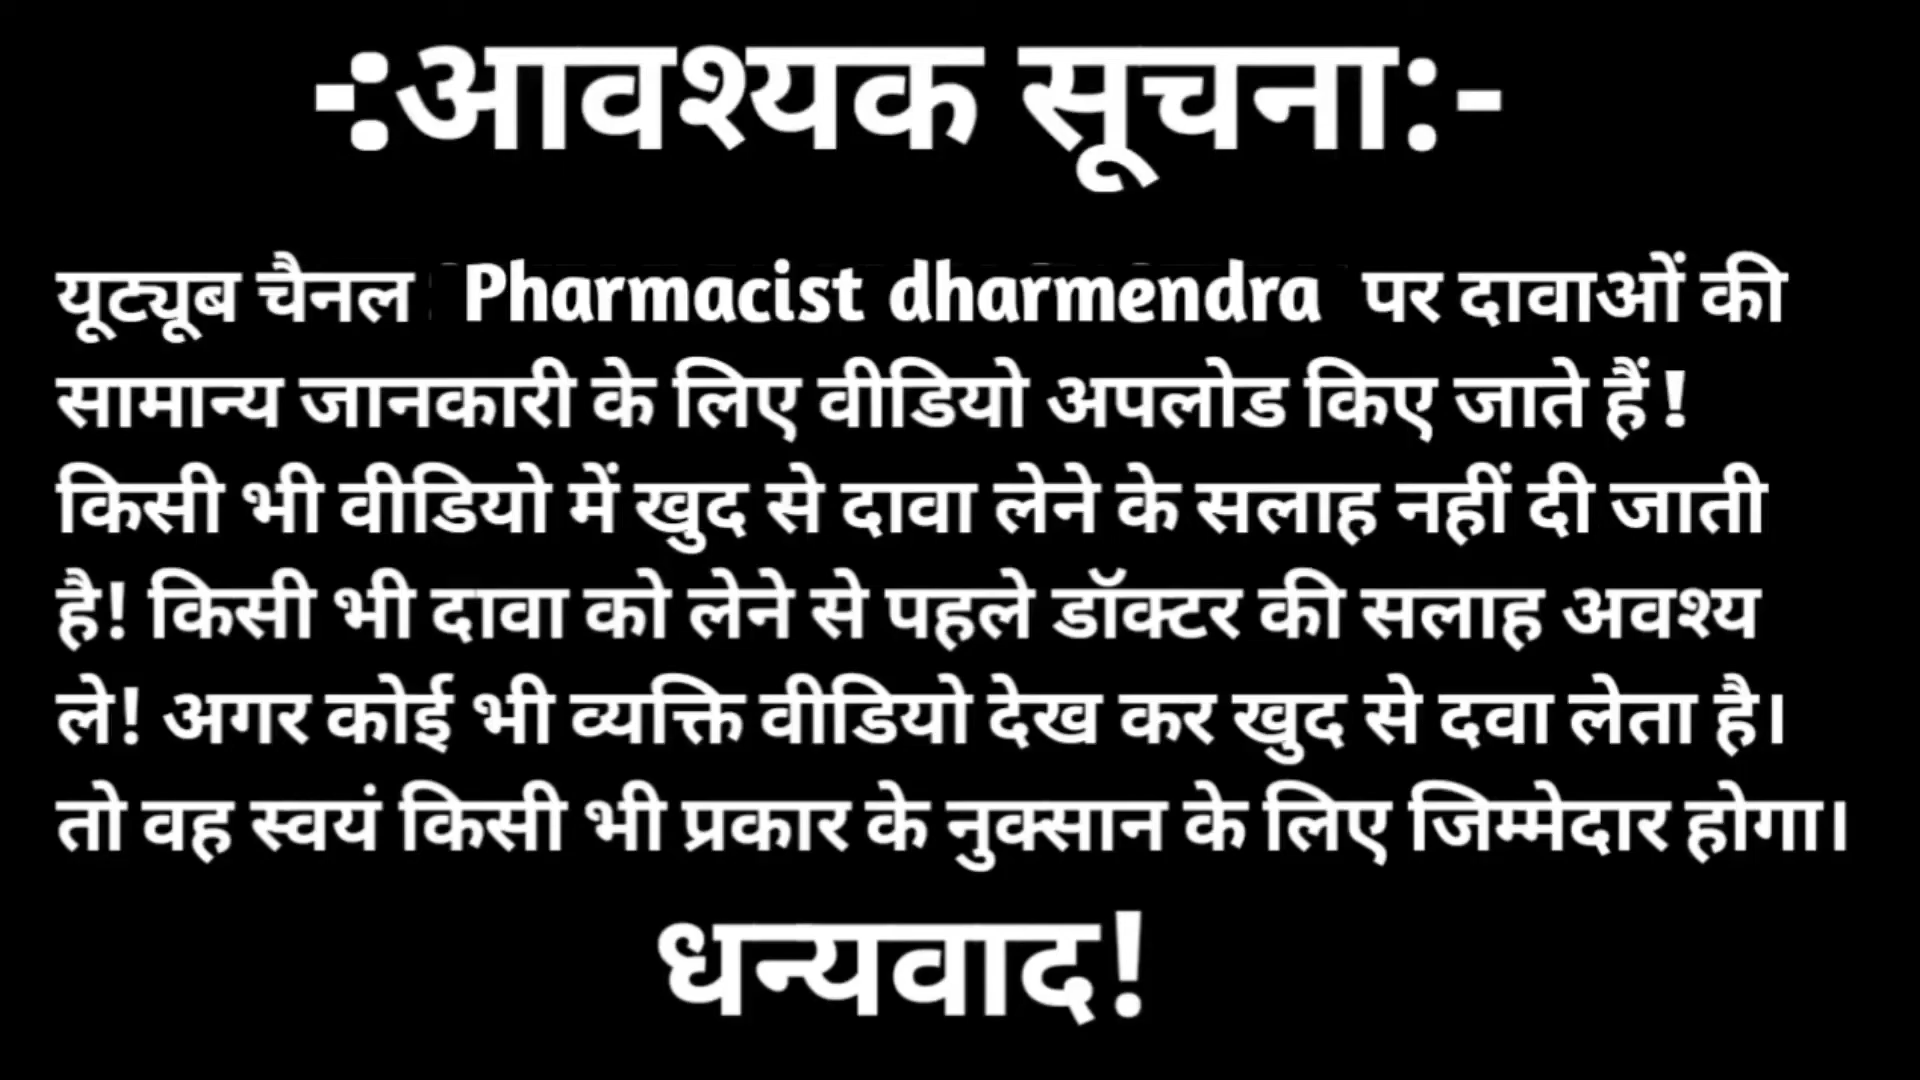 -:आवश्यक सूचना:-
यूट्यूब चैनल Pharmacist dharmendra पर दावाओं की
सामान्य जानकारी के लिए वीडियो अपलोड किए जाते हैं !
किसी भी वीडियो में खुद से दावा लेने के सलाह नहीं दी जाती
है! किसी भी दावा को लेने से पहले डॉक्टर की सलाह अवश्य
ले! अगर कोई भी व्यक्ति वीडियो देख कर खुद से दवा लेता है।
तो वह स्वयं किसी भी प्रकार के नुक्सान के लिए जिम्मेदार होगा।
धन्यवाद!